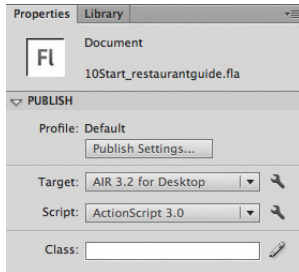 Properties Library
Fl
Document
10Start_restaurantguide.fla
PUBLISH
Profile: Default
Publish Settings...
Target: AIR 3.2 for Desktop
Script: ActionScript 3.0
Class: